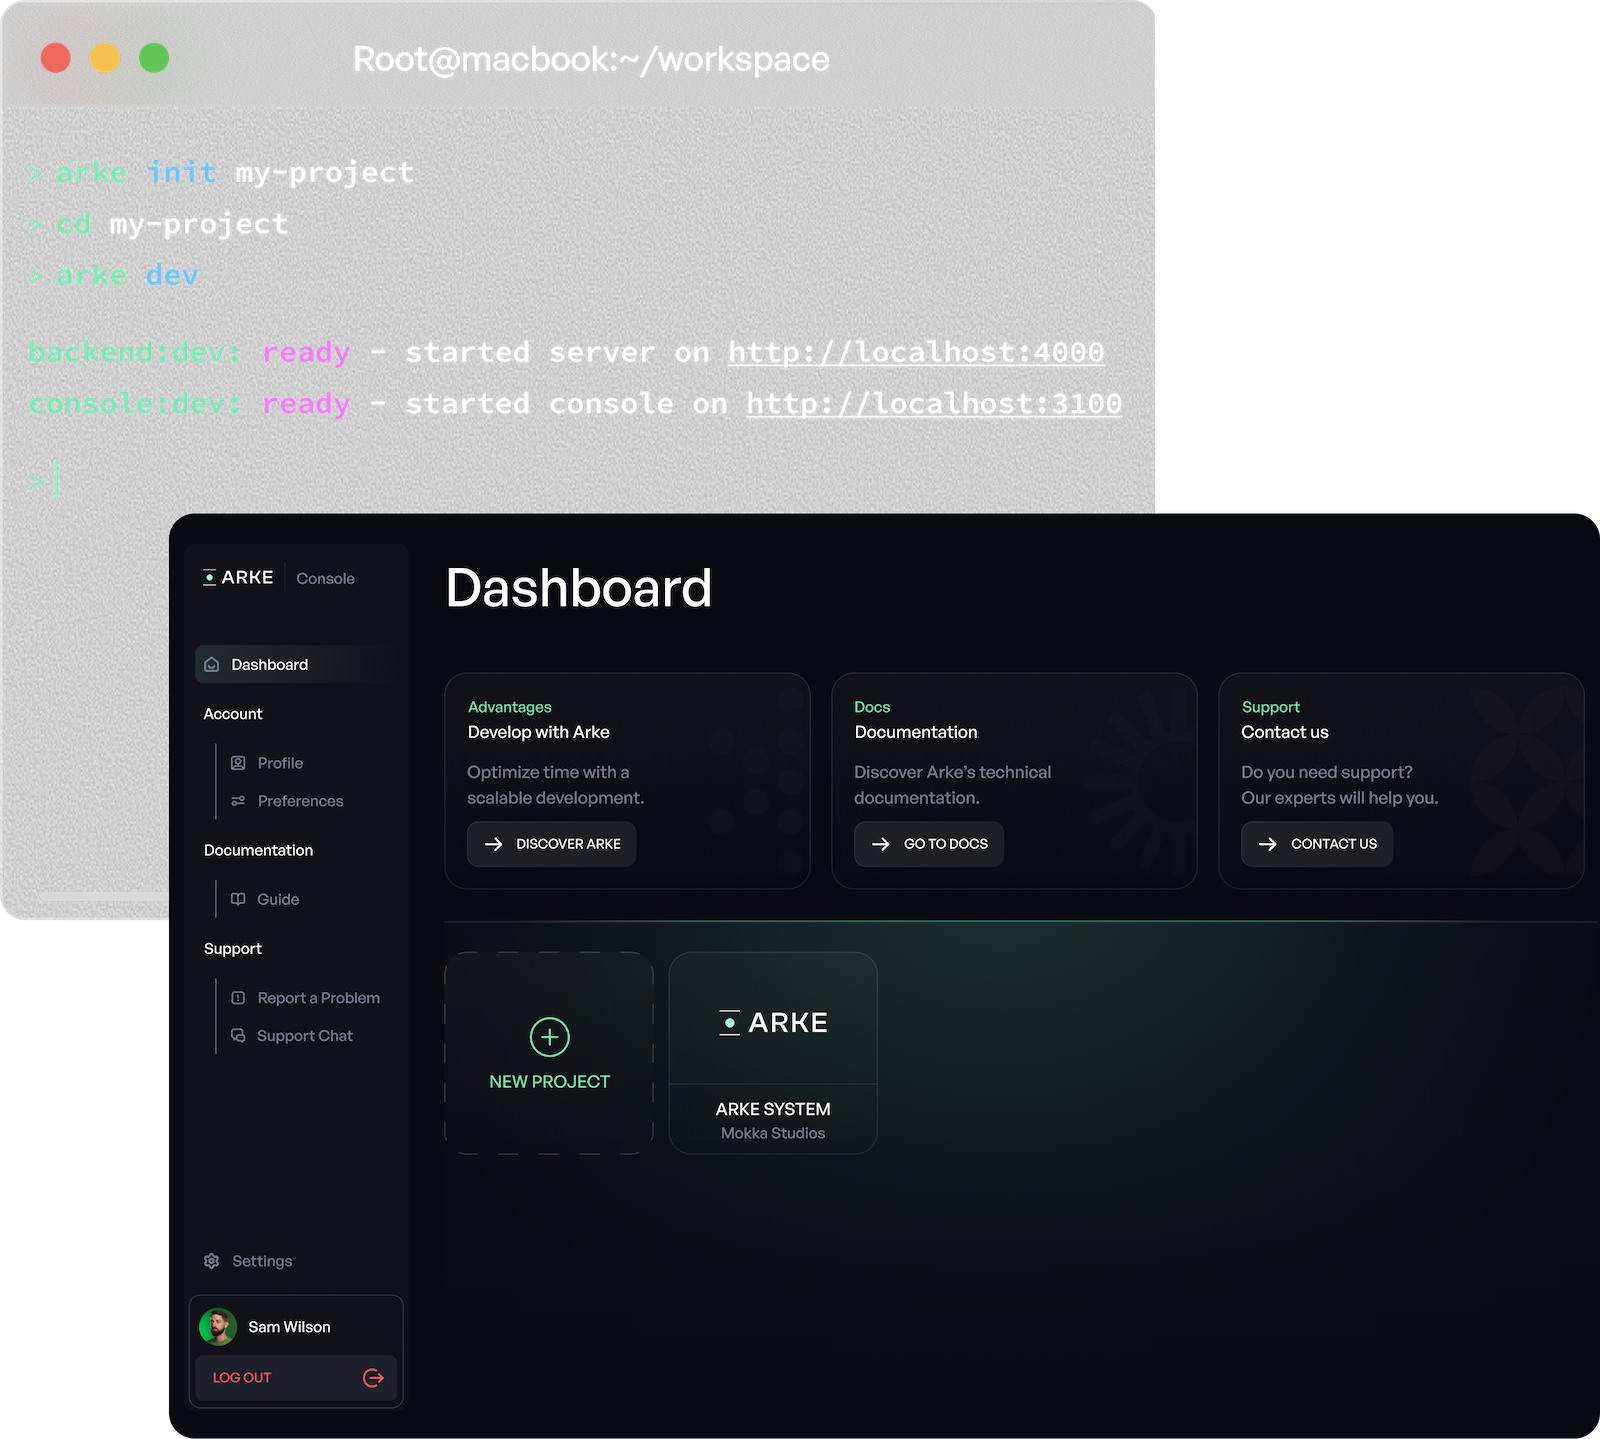 Root@macbook:~/workspace
> arke init my-project
> cd my-project
> arke dev
backend:dev: ready - started server on http://localhost:4000
console:dev: ready - started console on http://localhost:3100
>
ARKE Console
Dashboard
Account
Profile
Preferences
Documentation
Guide
Support
Report a Problem
Support Chat
Settings
Sam Wilson
LOG OUT
Dashboard
Advantages
Develop with Arke
Optimize time with a
scalable development.
DISCOVER ARKE
Docs
Documentation
Discover Arke’s technical
documentation.
GO TO DOCS
Support
Contact us
Do you need support?
Our experts will help you.
CONTACT US
NEW PROJECT
ARKE
ARKE SYSTEM
Mokka Studios